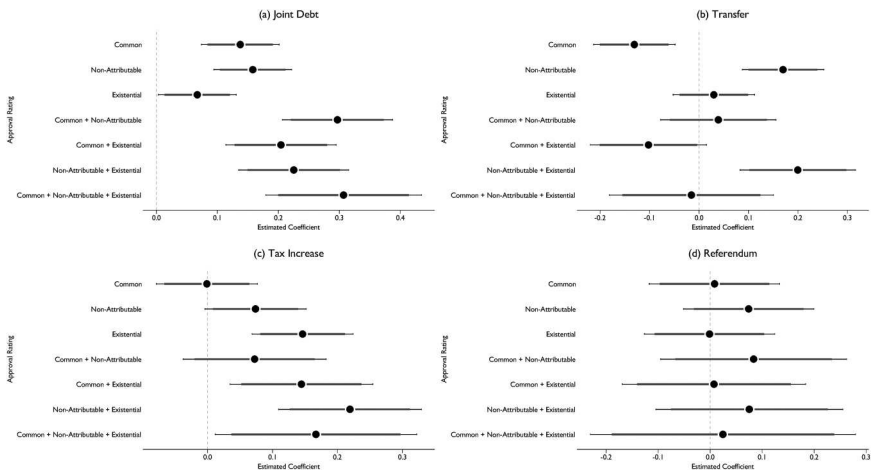 (a) Joint Debt
Approval Rating
Common
Non-Attributable
Existential
Common + Non-Attributable
Common + Existential
Non-Attributable + Existential
Common + Non-Attributable + Existential
0.0 0.1 0.2 0.3 0.4
Estimated Coefficient
(b) Transfer
Approval Rating
Common
Non-Attributable
Existential
Common + Non-Attributable
Common + Existential
Non-Attributable + Existential
Common + Non-Attributable + Existential
-0.2 -0.1 0.0 0.1 0.2 0.3
Estimated Coefficient
(c) Tax Increase
Approval Rating
Common
Non-Attributable
Existential
Common + Non-Attributable
Common + Existential
Non-Attributable + Existential
Common + Non-Attributable + Existential
0.0 0.1 0.2 0.3
Estimated Coefficient
(d) Referendum
Approval Rating
Common
Non-Attributable
Existential
Common + Non-Attributable
Common + Existential
Non-Attributable + Existential
Common + Non-Attributable + Existential
-0.2 -0.1 0.0 0.1 0.2 0.3
Estimated Coefficient